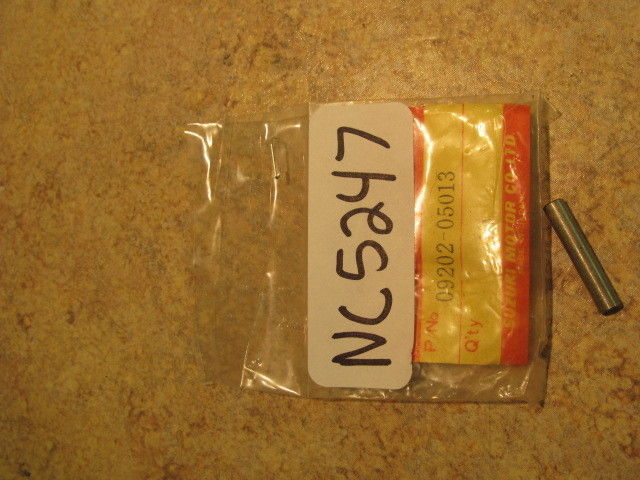 NC5247
P/No. 09202-05013
Q'ty
SUZUKI MOTOR CO., LTD.